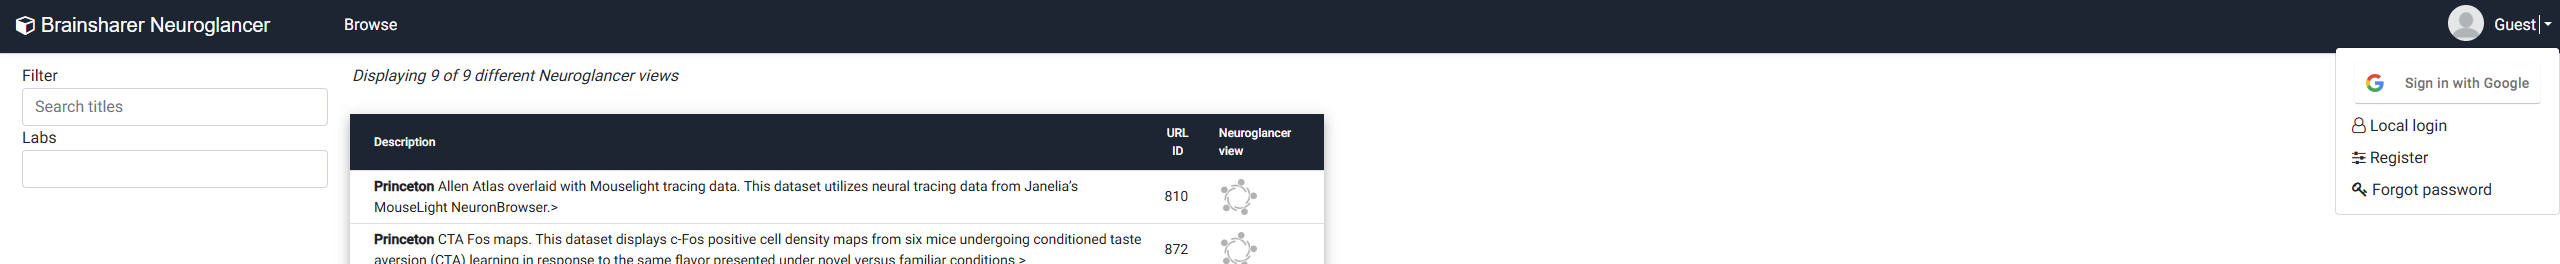 Brainsharer Neuroglancer
Browse
Guest
Filter
Search titles
Labs
Displaying 9 of 9 different Neuroglancer views
Description
URL ID
Neuroglancer view
Princeton Allen Atlas overlaid with Mouselight tracing data. This dataset utilizes neural tracing data from Janelia’s
MouseLight NeuronBrowser.>
810
Princeton CTA Fos maps. This dataset displays c-Fos positive cell density maps from six mice undergoing conditioned taste
aversion (CTA) learning in response to the same flavor presented under novel versus familiar conditions.>
872
Sign in with Google
Local login
Register
Forgot password